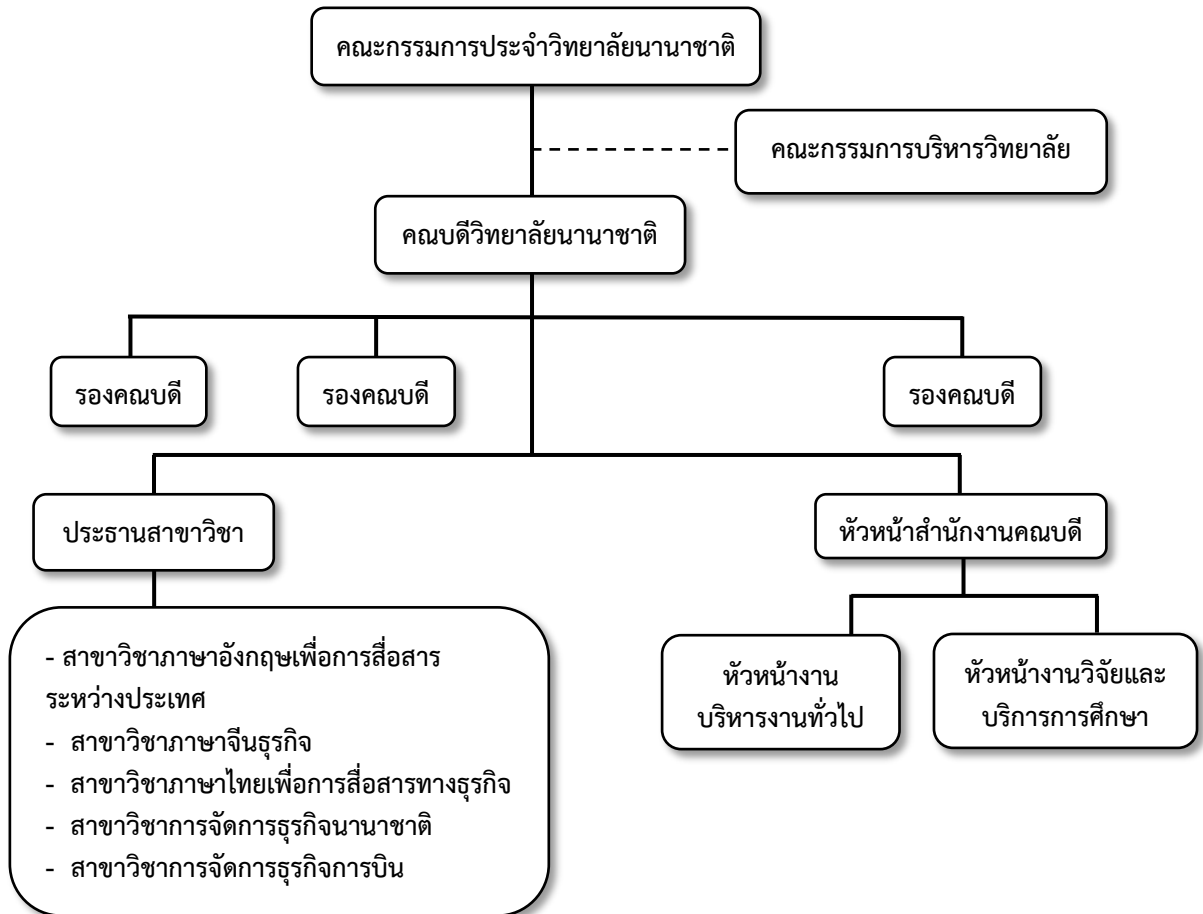 คณะกรรมการประจำวิทยาลัยนานาชาติ
คณะกรรมการบริหารวิทยาลัย
คณบดีวิทยาลัยนานาชาติ
รองคณบดี
รองคณบดี
รองคณบดี
ประธานสาขาวิชา
หัวหน้าสำนักงานคณบดี
- สาขาวิชาภาษาอังกฤษเพื่อการสื่อสาร
ระหว่างประเทศ
- สาขาวิชาภาษาจีนธุรกิจ
- สาขาวิชาภาษาไทยเพื่อการสื่อสารทางธุรกิจ
- สาขาวิชาการจัดการธุรกิจนานาชาติ
- สาขาวิชาการจัดการธุรกิจการบิน
หัวหน้างาน
บริหารงานทั่วไป
หัวหน้างานวิจัยและ
บริการการศึกษา